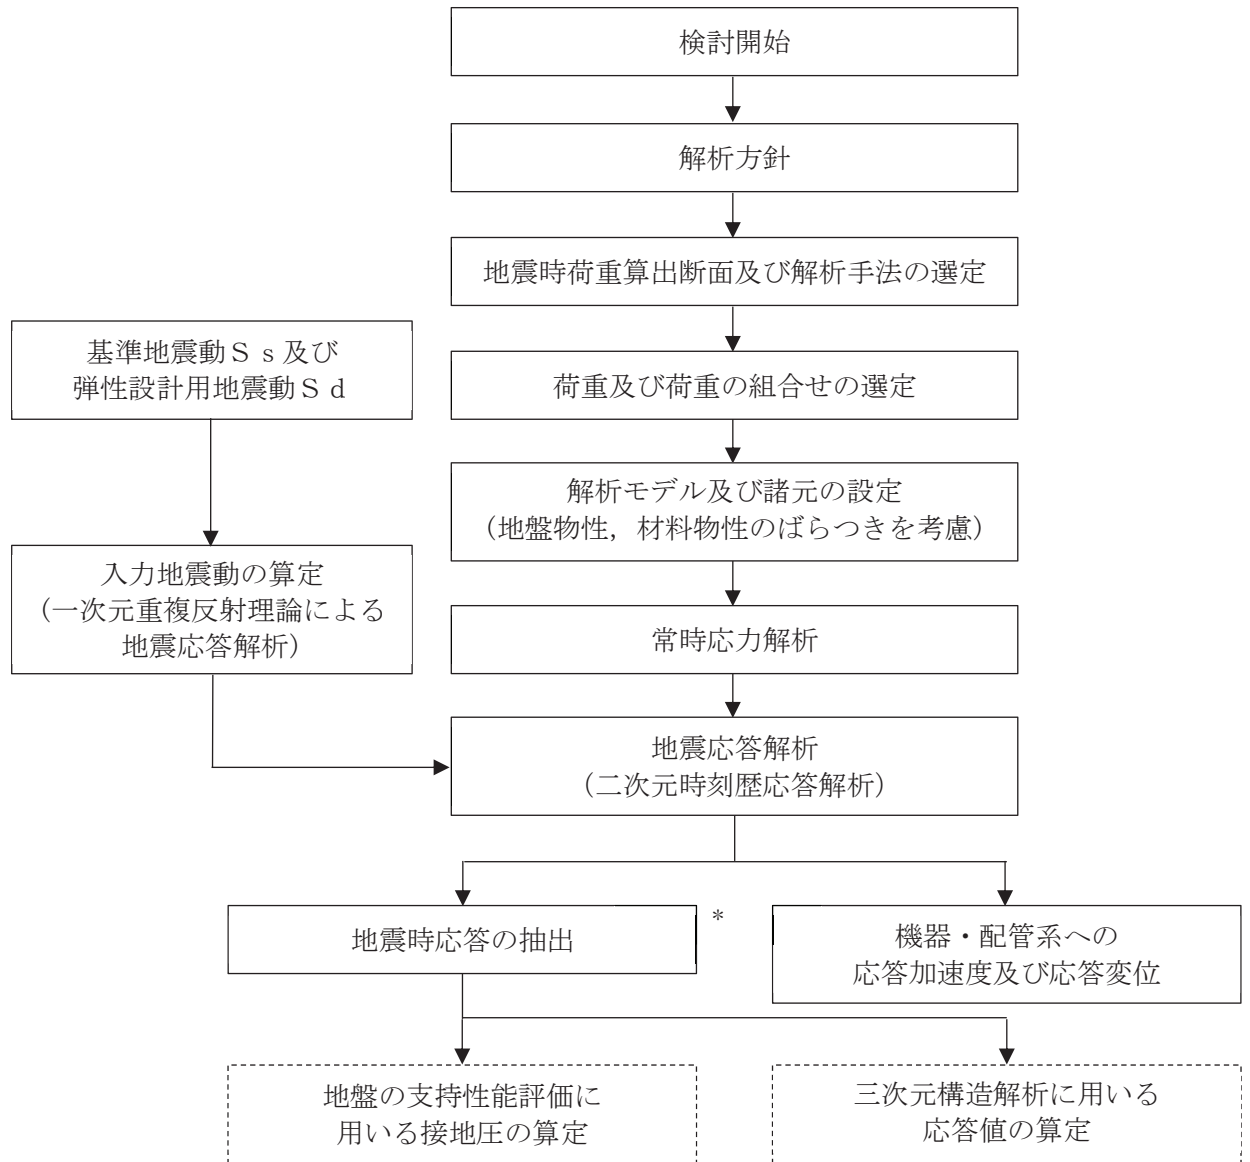 検討開始
解析方針
地震時荷重算出断面及び解析手法の選定
基準地震動Ｓｓ及び
弾性設計用地震動Ｓｄ
荷重及び荷重の組合せの選定
解析モデル及び諸元の設定
（地盤物性，材料物性のばらつきを考慮）
入力地震動の算定
（一次元重複反射理論による
地震応答解析）
常時応力解析
地震応答解析
（二次元時刻歴応答解析）
地震時応答の抽出
*
機器・配管系への
応答加速度及び応答変位
地盤の支持性能評価に
用いる接地圧の算定
三次元構造解析に用いる
応答値の算定